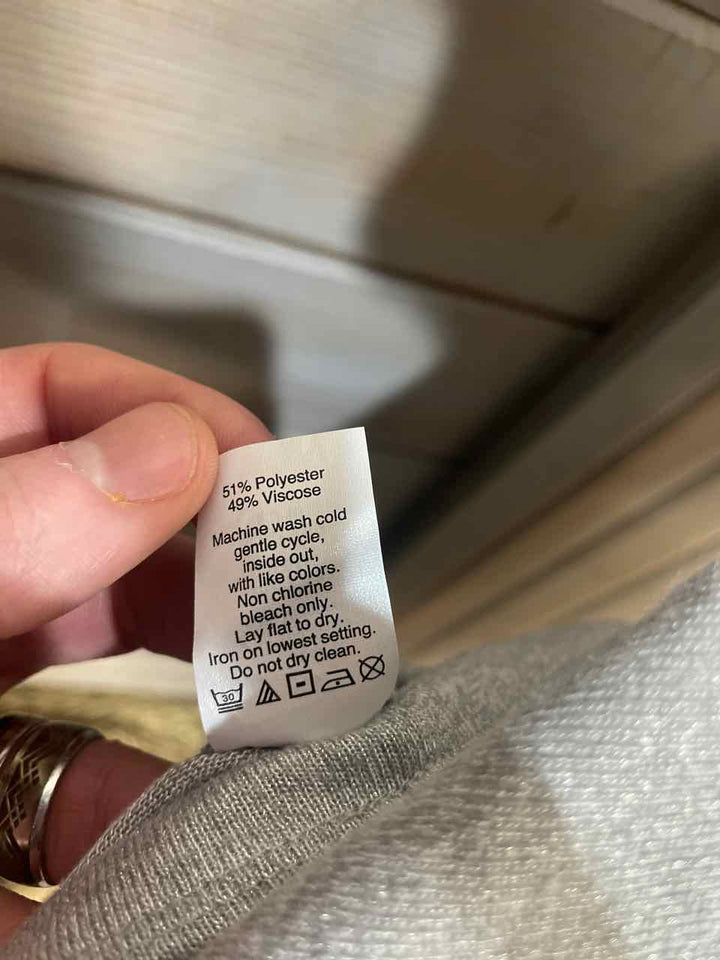 51% Polyester
49% Viscose
Machine wash cold
gentle cycle,
inside out,
with like colors.
Non chlorine
bleach only.
Lay flat to dry.
Iron on lowest setting.
Do not dry clean.
30